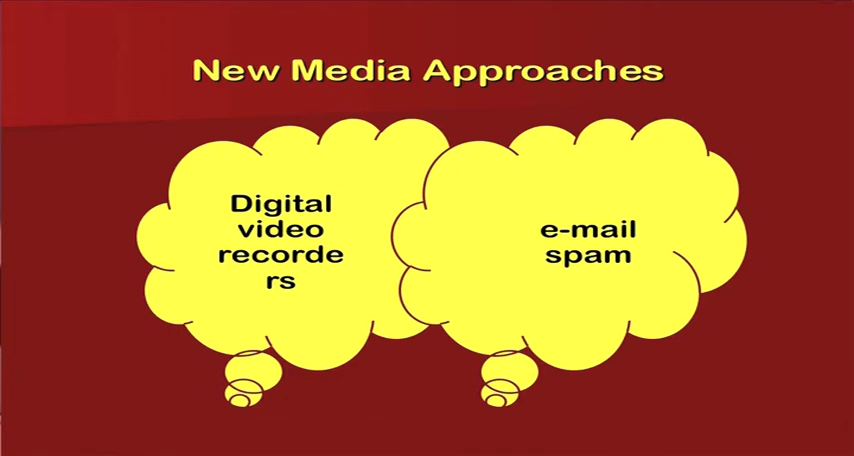 New Media Approaches
Digital
video
recorde
rs
e-mail
spam